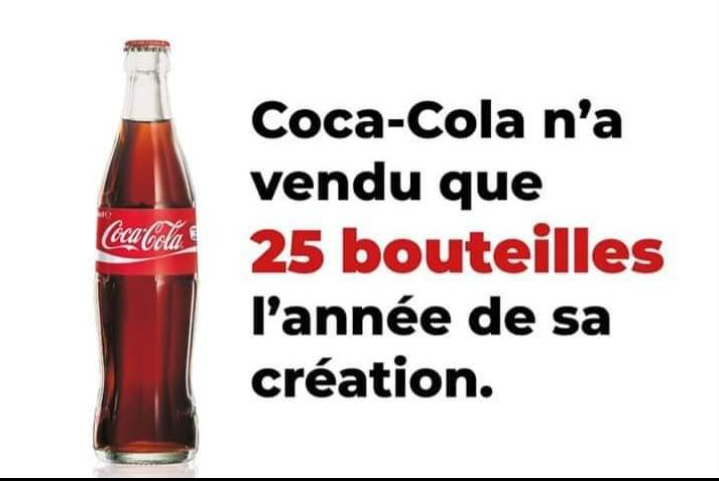 Coca-Cola n’a
vendu que
25 bouteilles
l’année de sa
création.
Coca-Cola